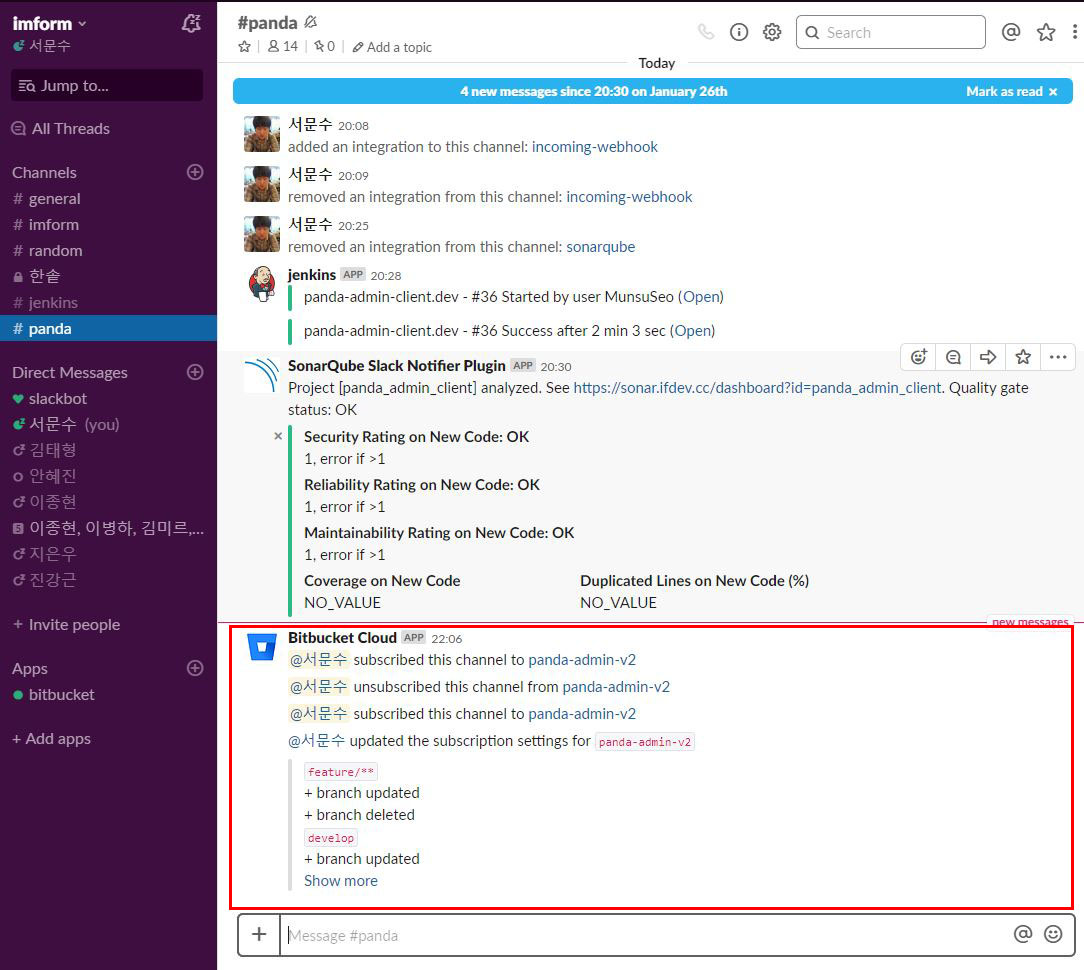 imform
서문수
Jump to...
All Threads
Channels
# general
# imform
# random
한솥
# jenkins
# panda
Direct Messages
slackbot
서문수 (you)
김태형
안혜진
이종현
5 이종현, 이병하, 김미르,...
지은우
진강근
+ Invite people
Apps
bitbucket
+ Add apps
#panda
14
0
Add a topic
Search
Today
4 new messages since 20:30 on January 26th
Mark as read ×
서문수 20:08
added an integration to this channel: incoming-webhook
서문수 20:09
removed an integration from this channel: incoming-webhook
서문수 20:25
removed an integration from this channel: sonarqube
jenkins APP 20:28
panda-admin-client.dev - #36 Started by user MunsuSeo (Open)
panda-admin-client.dev - #36 Success after 2 min 3 sec (Open)
SonarQube Slack Notifier Plugin APP 20:30
Project [panda_admin_client] analyzed. See https://sonar.ifdev.cc/dashboard?id=panda_admin_client. Quality gate
status: OK
Security Rating on New Code: OK
1, error if >1
Reliability Rating on New Code: OK
1, error if >1
Maintainability Rating on New Code: OK
1, error if >1
Coverage on New Code
NO_VALUE
Duplicated Lines on New Code (%)
NO_VALUE
new messages
Bitbucket Cloud APP 22:06
@서문수 subscribed this channel to panda-admin-v2
@서문수 unsubscribed this channel from panda-admin-v2
@서문수 subscribed this channel to panda-admin-v2
@서문수 updated the subscription settings for panda-admin-v2
feature/**
+ branch updated
+ branch deleted
develop
+ branch updated
Show more
Message #panda